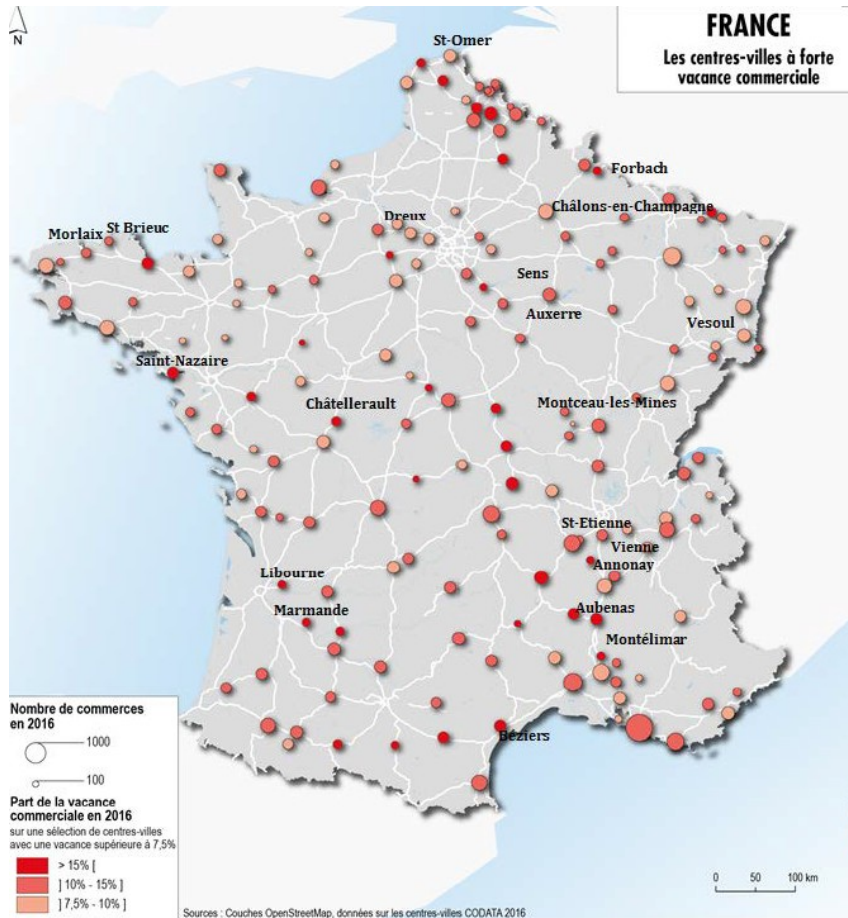 N
FRANCE
Les centres-villes à forte
vacance commerciale
St-Omer
Forbach
Châlons-en-Champagne
Dreux
Morlaix
St Brieuc
Sens
Auxerre
Vesoul
Saint-Nazaire
Châtellerault
Montceau-les-Mines
St-Etienne
Vienne
Annonay
Libourne
Marmande
Aubenas
Montélimar
Béziers
Nombre de commerces
en 2016
1000
100
Part de la vacance
commerciale en 2016
sur une sélection de centres-villes
avec une vacance supérieure à 7,5%
> 15% [
] 10% - 15% ]
] 7,5% - 10% ]
0 50 100 km
Sources : Couches OpenStreetMap, données sur les centres-villes CODATA 2016